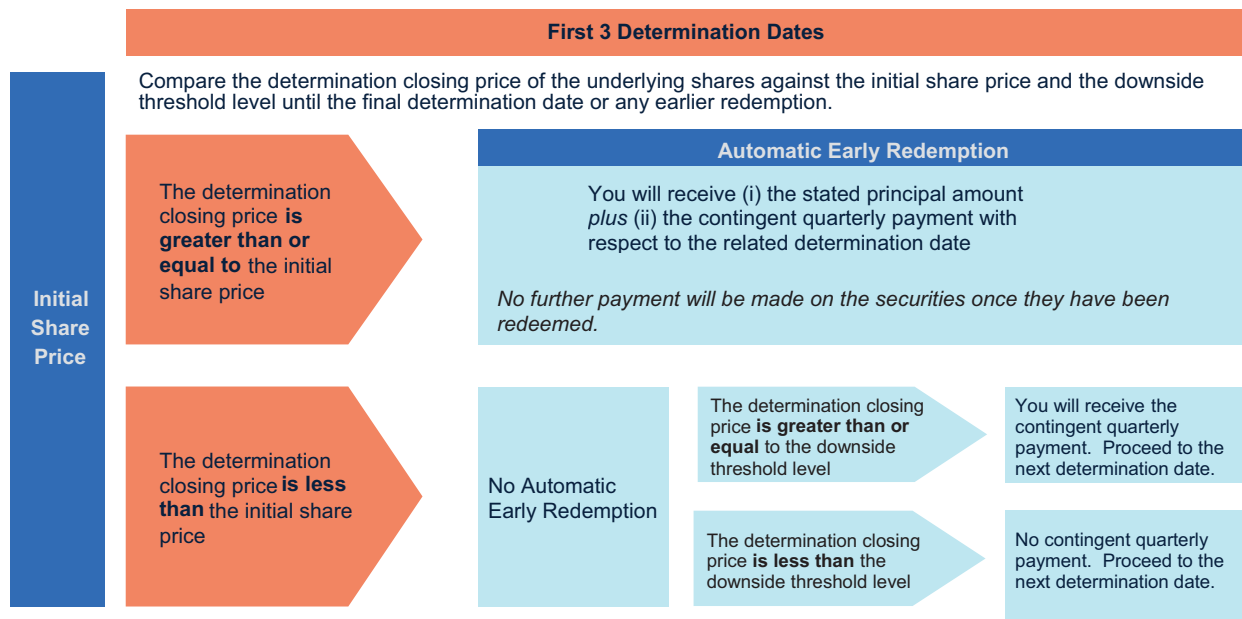 First 3 Determination Dates
Compare the determination closing price of the underlying shares against the initial share price and the downside
threshold level until the final determination date or any earlier redemption.
Initial
Share
Price
The determination
closing price is
greater than or
equal to the initial
share price
Automatic Early Redemption
You will receive (i) the stated principal amount
plus (ii) the contingent quarterly payment with
respect to the related determination date
No further payment will be made on the securities once they have been
redeemed.
The determination
closing price is less
than the initial share
price
No Automatic
Early Redemption
The determination closing
price is greater than or
equal to the downside
threshold level
You will receive the
contingent quarterly
payment. Proceed to the
next determination date.
The determination closing
price is less than the
downside threshold level
No contingent quarterly
payment. Proceed to the
next determination date.